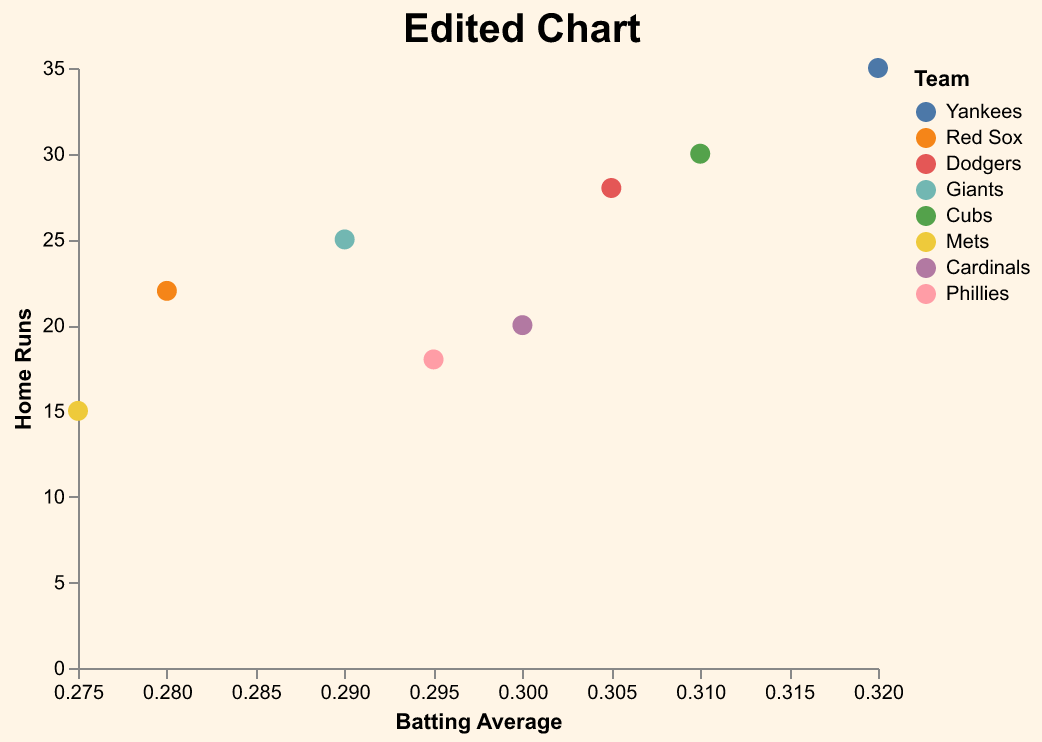 Edited Chart
Home Runs
35
30
25
20
15
10
5
0
0.275 0.280 0.285 0.290 0.295 0.300 0.305 0.310 0.315 0.320
Batting Average
Team
Yankees
Red Sox
Dodgers
Giants
Cubs
Mets
Cardinals
Phillies